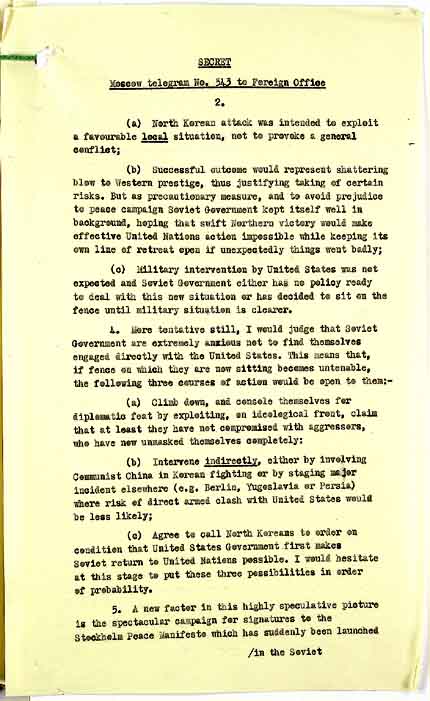 SECRET
Moscow telegram No. 543 to Foreign Office
2.
(a) North Korean attack was intended to exploit
a favourable local situation, not to provoke a general
conflict;
(b) Successful outcome would represent shattering
blow to Western prestige, thus justifying taking of certain
risks. But as precautionary measure, and to avoid prejudice
to peace campaign Soviet Government kept itself well in
background, hoping that swift Northern victory would make
effective United Nations action impossible while keeping its
own line of retreat open if unexpectedly things went badly;
(c) Military intervention by United States was not
expected and Soviet Government either has no policy ready
to deal with this new situation or has decided to sit on the
fence until military situation is clearer.
4. More tentative still, I would judge that Soviet
Government are extremely anxious not to find themselves
engaged directly with the United States. This means that,
if fence on which they are now sitting becomes untenable,
the following three courses of action would be open to them:-
(a) Climb down, and console themselves for
diplomatic feat by exploiting, on ideological front, claim
that at least they have not compromised with aggressors,
who have now unmasked themselves completely:
(b) Intervene indirectly, either by involving
Communist China in Korean fighting or by staging major
incident elsewhere (e.g. Berlin, Yugoslavia or Persia)
where risk of direct armed clash with United States would
be less likely;
(c) Agree to call North Koreans to order on
condition that United States Government first makes
Soviet return to United Nations possible. I would hesitate
at this stage to put these three possibilities in order
of probability.
5. A new factor in this highly speculative picture
is the spectacular campaign for signatures to the
Stockholm Peace Manifesto which has suddenly been launched
/in the Soviet